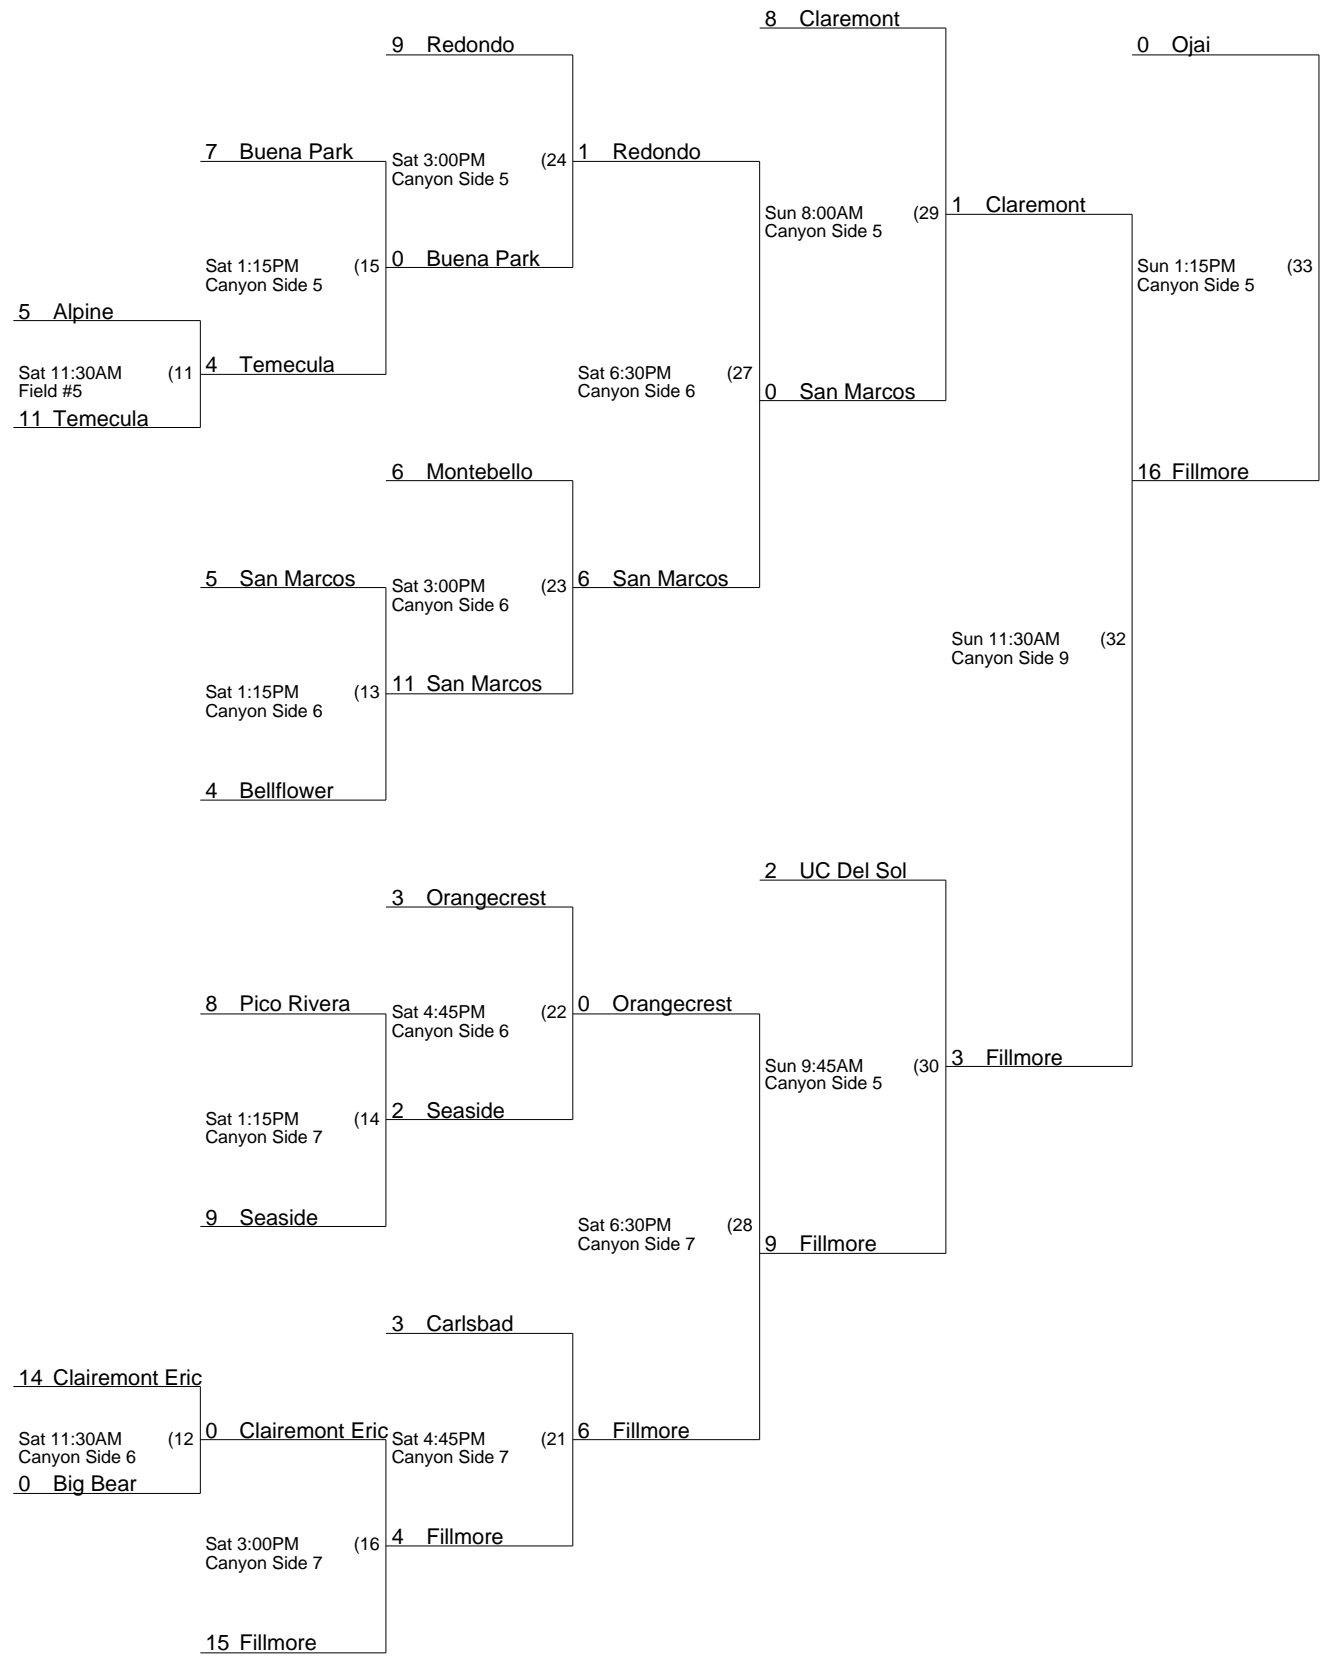 8 Claremont
9 Redondo
0 Ojai
7 Buena Park
Sat 3:00PM (24
Canyon Side 5
1 Redondo
Sun 8:00AM (29
Canyon Side 5
1 Claremont
Sat 1:15PM (15
Canyon Side 5
0 Buena Park
Sun 1:15PM (33
Canyon Side 5
5 Alpine
Sat 11:30AM (11
Field #5
4 Temecula
Sat 6:30PM (27
Canyon Side 6
0 San Marcos
11 Temecula
6 Montebello
16 Fillmore
5 San Marcos
Sat 3:00PM (23
Canyon Side 6
6 San Marcos
Sun 11:30AM (32
Canyon Side 9
Sat 1:15PM (13
Canyon Side 6
11 San Marcos
4 Bellflower
2 UC Del Sol
3 Orangecrest
8 Pico Rivera
Sat 4:45PM (22
Canyon Side 6
0 Orangecrest
Sun 9:45AM (30
Canyon Side 5
3 Fillmore
Sat 1:15PM (14
Canyon Side 7
2 Seaside
9 Seaside
Sat 6:30PM (28
Canyon Side 7
9 Fillmore
3 Carlsbad
14 Clairemont Eric
Sat 11:30AM (12
Canyon Side 6
0 Clairemont Eric
Sat 4:45PM (21
Canyon Side 7
6 Fillmore
0 Big Bear
Sat 3:00PM (16
Canyon Side 7
4 Fillmore
15 Fillmore